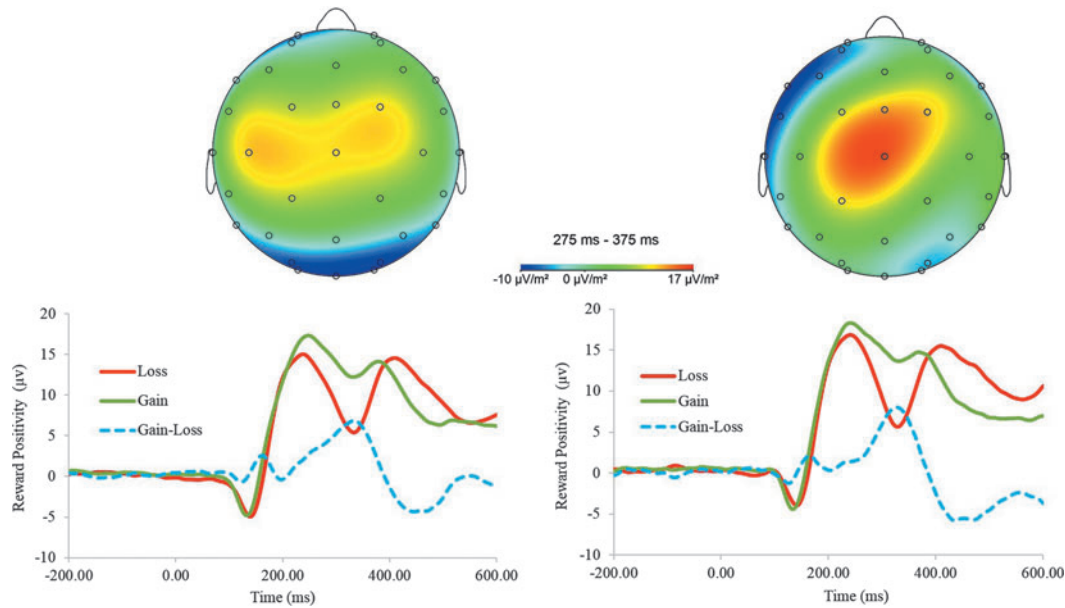 275 ms - 375 ms
-10 µV/m² 0 µV/m² 17 µV/m²
20
15
10
5
0
-5
-10
Reward Positivity (µv)
Loss
Gain
Gain-Loss
-200.00 0.00 200.00 400.00 600.00
Time (ms)
20
15
10
5
0
-5
-10
Reward Positivity (µv)
Loss
Gain
Gain-Loss
-200.00 0.00 200.00 400.00 600.00
Time (ms)